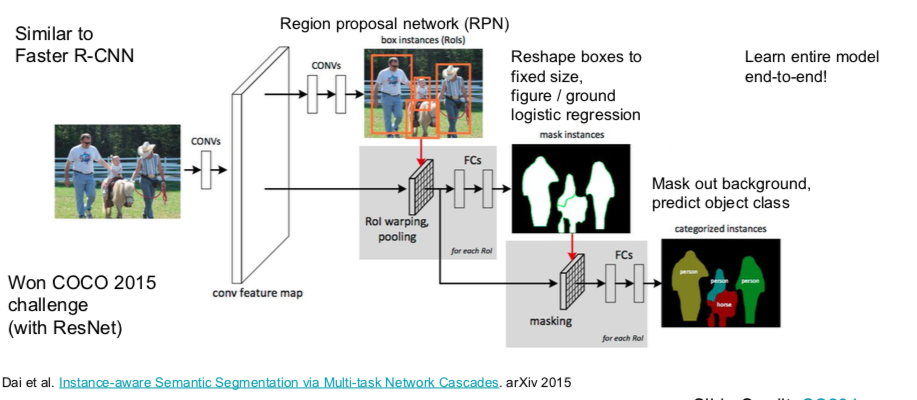 Similar to
Faster R-CNN
Region proposal network (RPN)
box instances (RoIs)
CONVs
Reshape boxes to
fixed size,
figure / ground
logistic regression
Learn entire model
end-to-end!
CONVs
mask instances
FCs
RoI warping,
pooling
for each RoI
Mask out background,
predict object class
categorized instances
person
person
person
horse
FCs
masking
for each RoI
conv feature map
Won COCO 2015
challenge
(with ResNet)
Dai et al. Instance-aware Semantic Segmentation via Multi-task Network Cascades. arXiv 2015